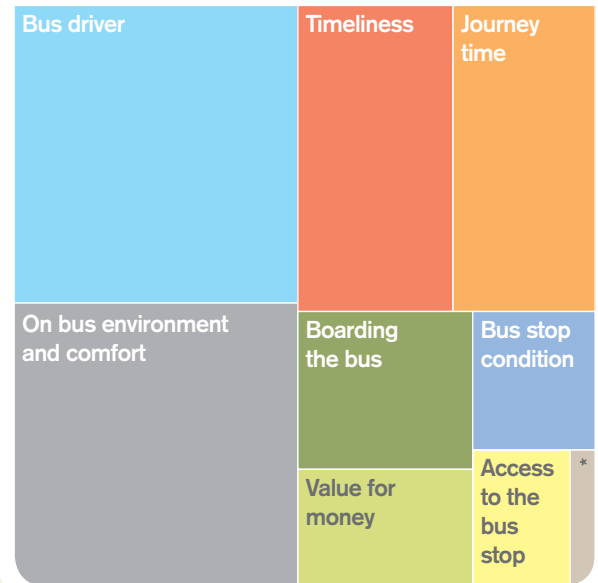 Bus driver
Timeliness
Journey
time
On bus environment
and comfort
Boarding
the bus
Bus stop
condition
Value for
money
Access
to the
bus
stop
*